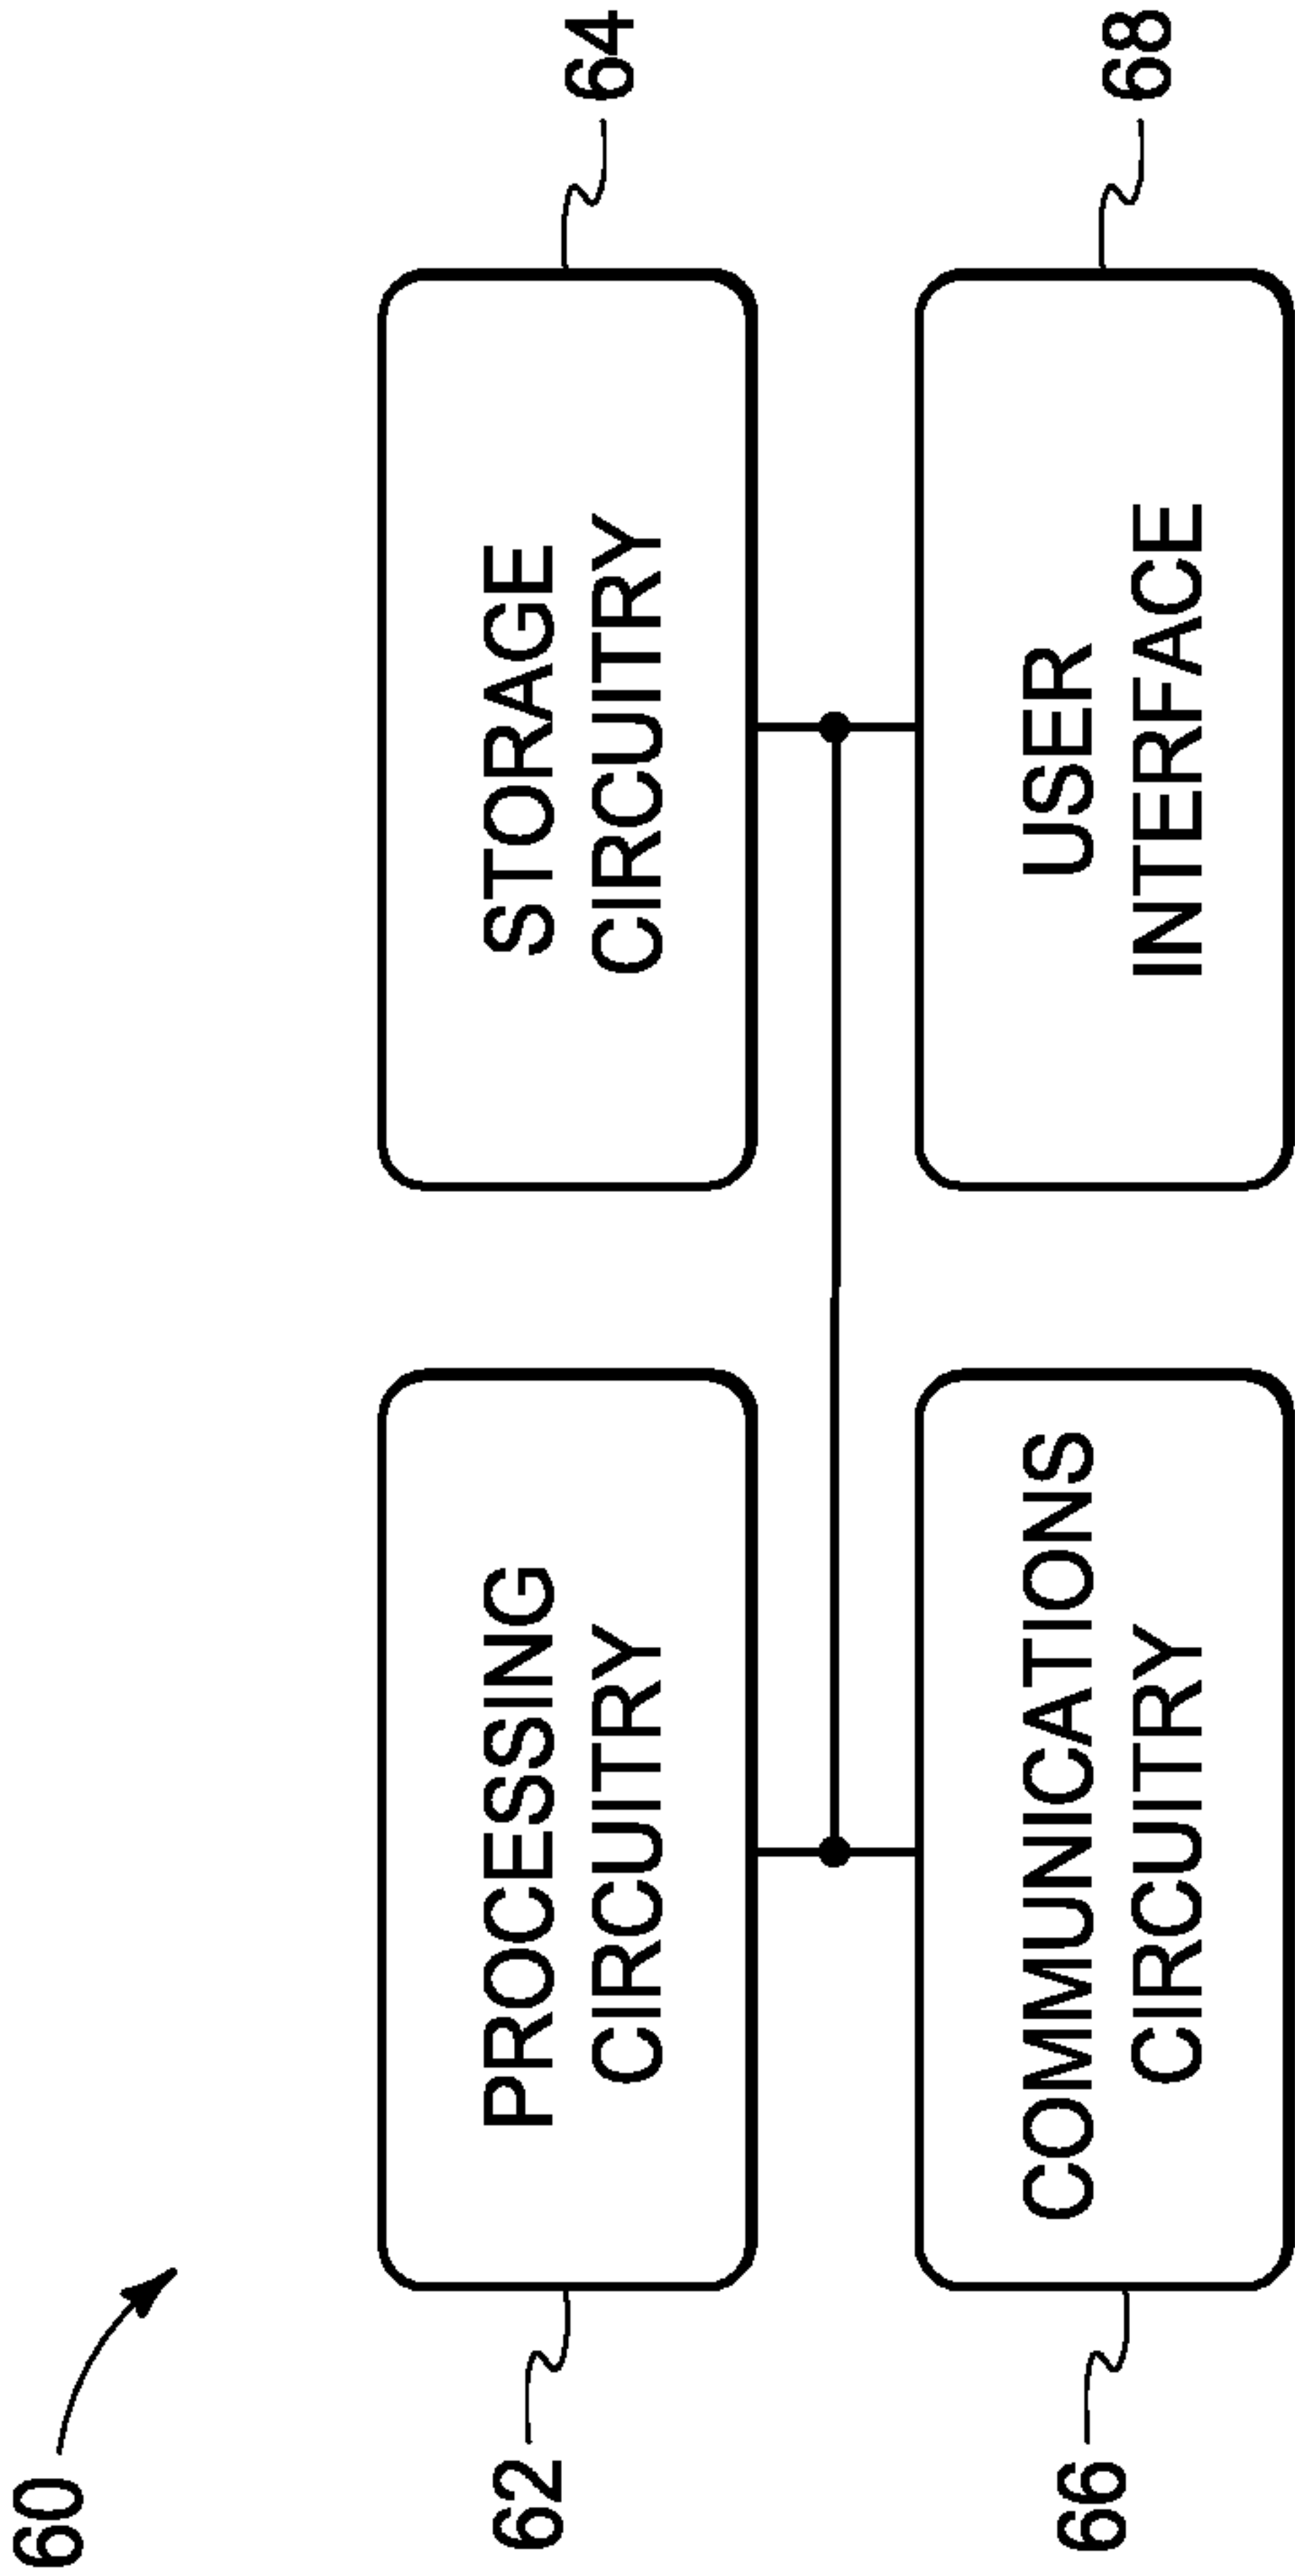 60
62
PROCESSING
CIRCUITRY
STORAGE
CIRCUITRY
64
66
COMMUNICATIONS
CIRCUITRY
USER
INTERFACE
68